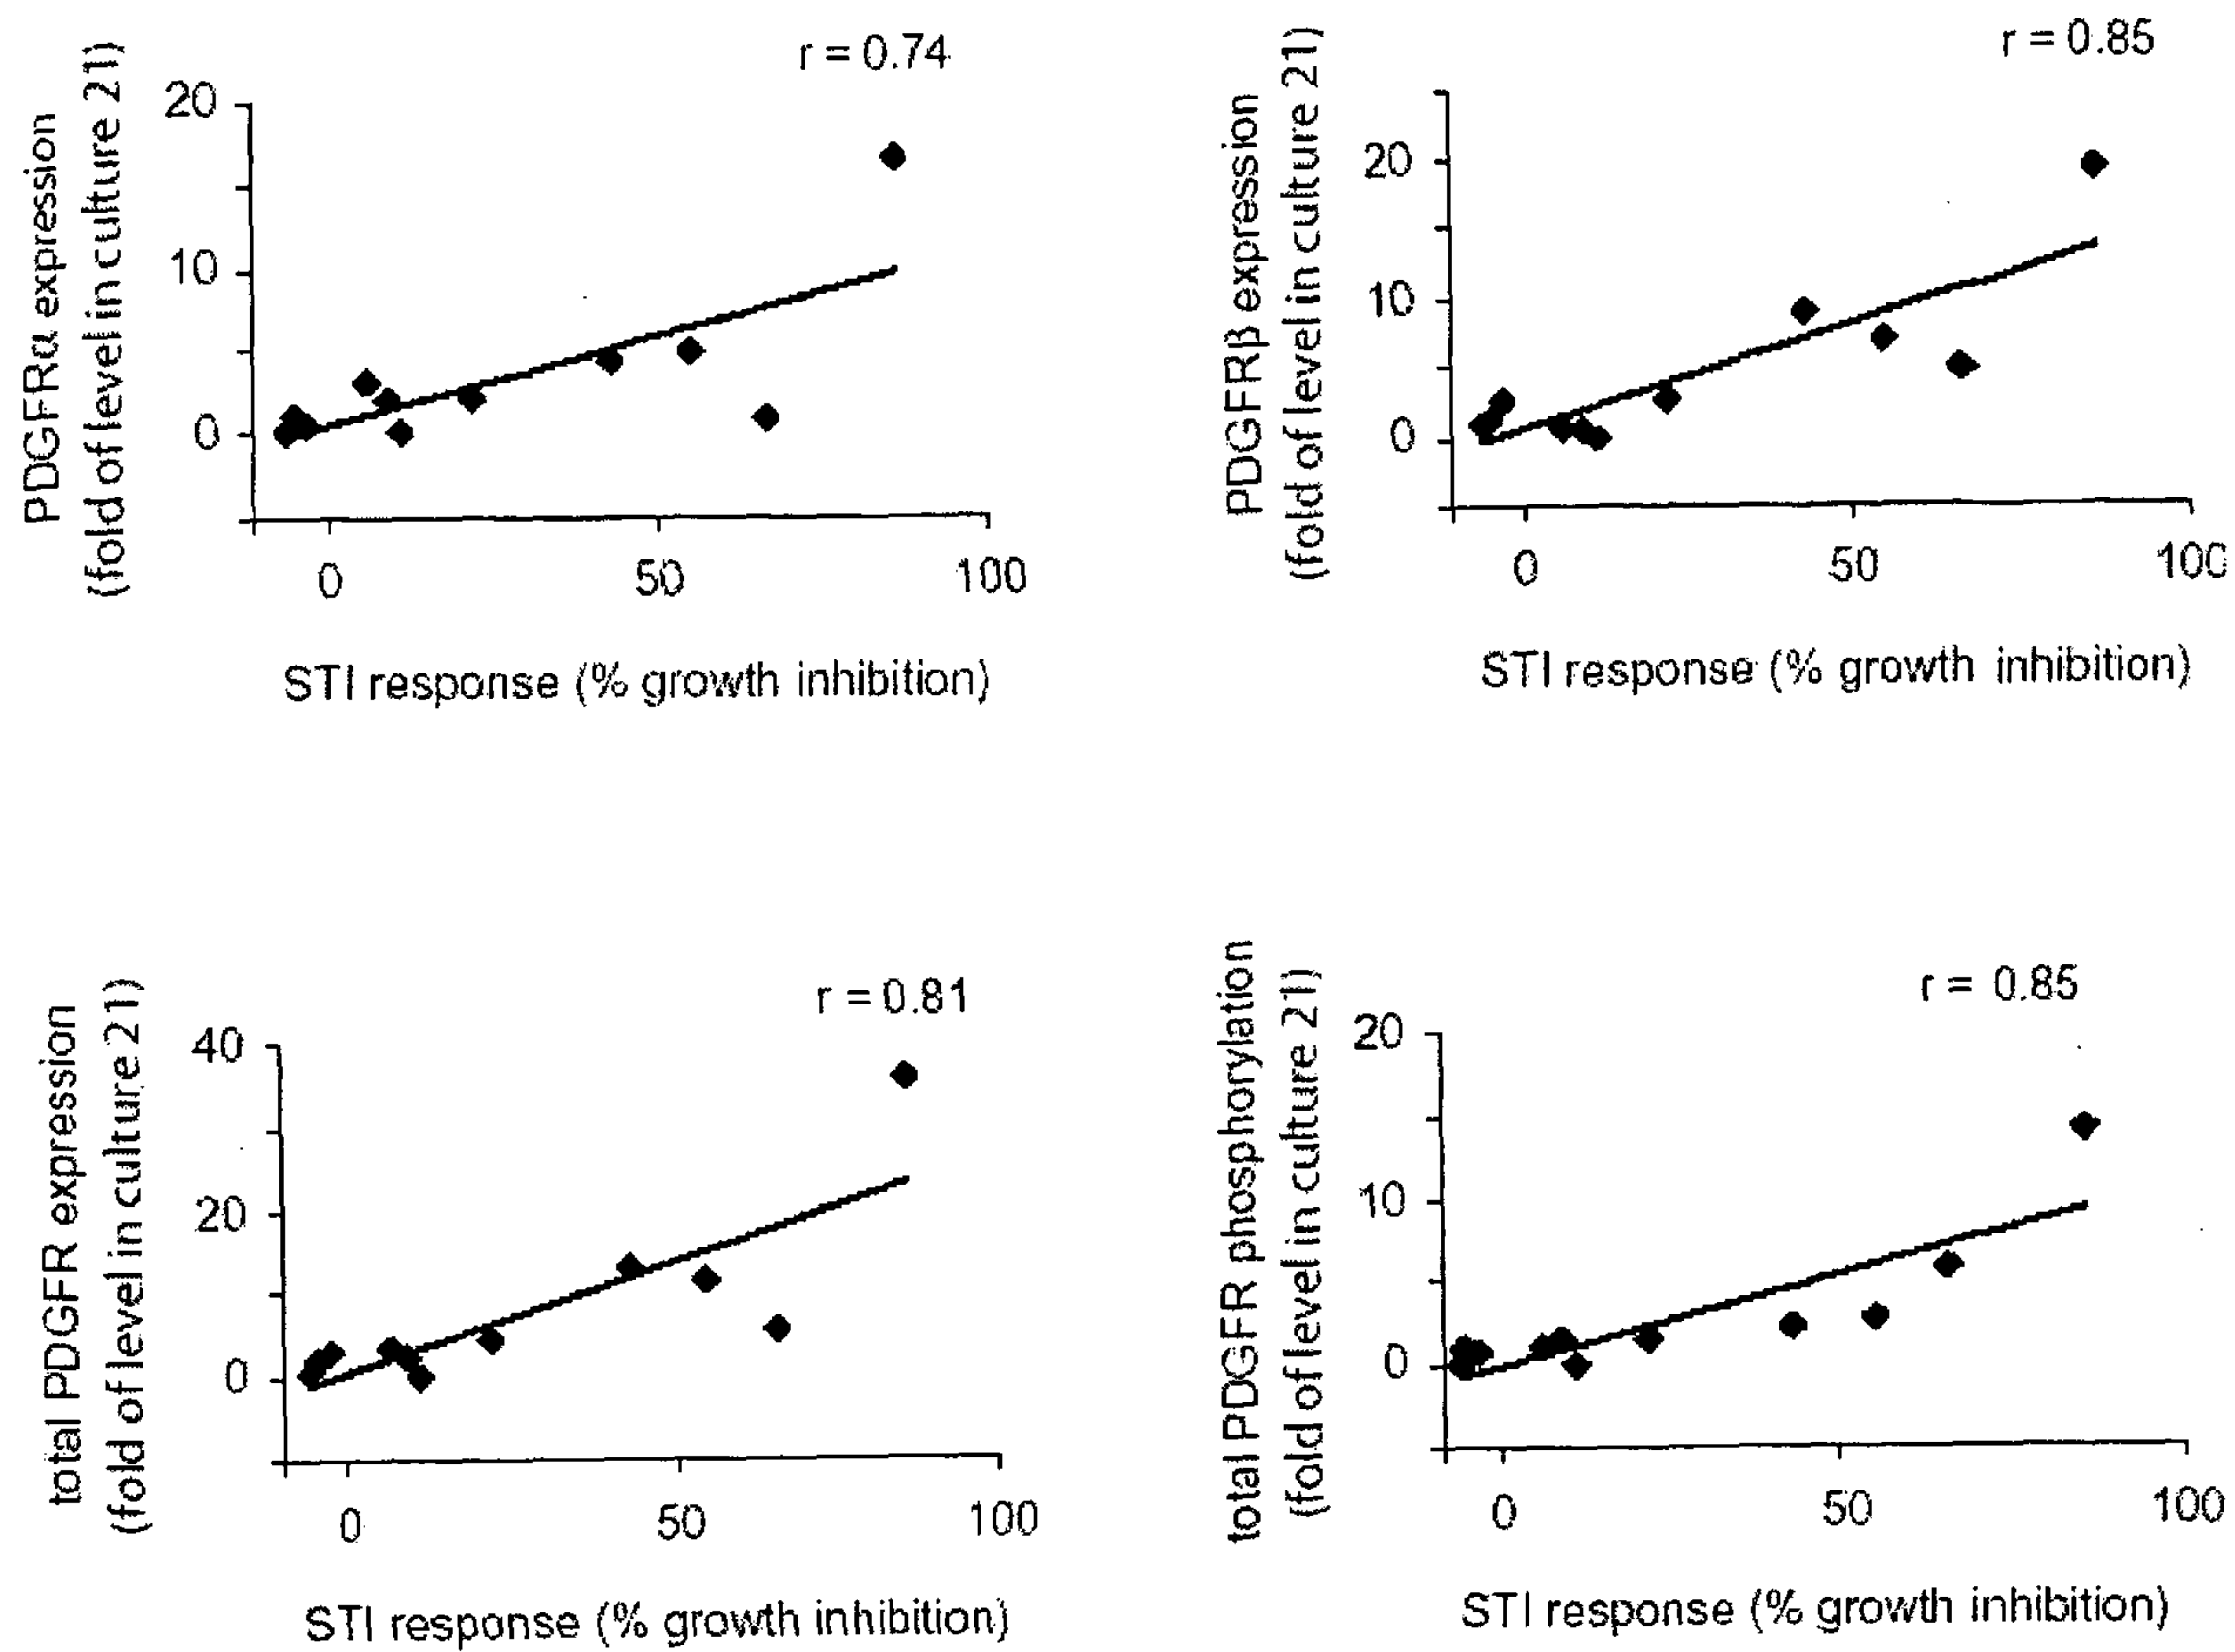 r = 0.74
PDGFRα expression
(fold of level in culture 21)
20
10
0
0
50
100
STI response (% growth inhibition)
r = 0.85
PDGFRβ expression
(fold of level in culture 21)
20
10
0
0
50
100
STI response (% growth inhibition)
r = 0.81
total PDGFR expression
(fold of level in culture 21)
40
20
0
0
50
100
STI response (% growth inhibition)
r = 0.85
total PDGFR phosphorylation
(fold of level in culture 21)
20
10
0
0
50
100
STI response (% growth inhibition)